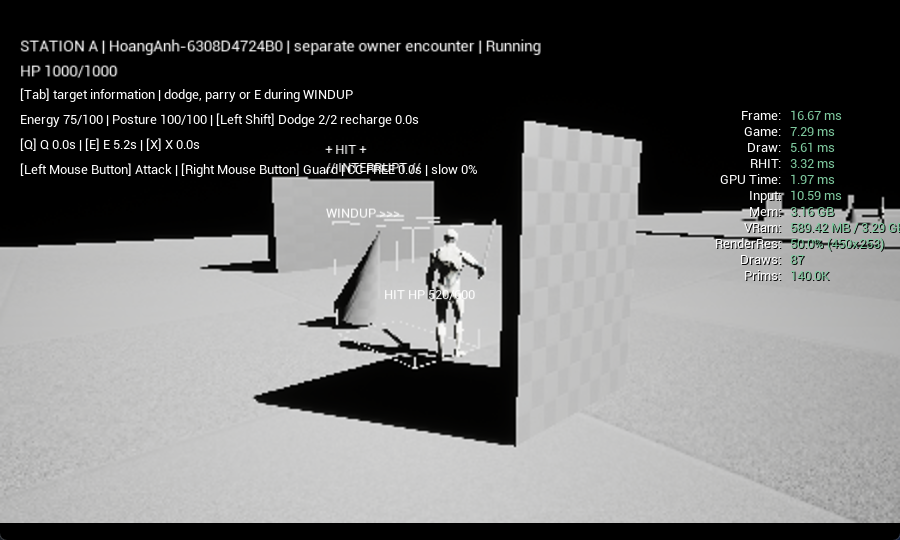 STATION A | HoangAnh-6308D4724B0 | separate owner encounter | Running
HP 1000/1000
[Tab] target information | dodge, parry or E during WINDUP
Energy 75/100 | Posture 100/100 | [Left Shift] Dodge 2/2 recharge 0.0s
[Q] Q 0.0s | [E] E 5.2s | [X] X 0.0s
+ HIT +
// INTERRUPT //
[Left Mouse Button] Attack | [Right Mouse Button] Guard | CC FREE 0.0s | slow 0%
WINDUP >>>
HIT HP 520/600
Frame: 16.67 ms
Game: 7.29 ms
Draw: 5.61 ms
RHIT: 3.32 ms
GPU Time: 1.97 ms
Input: 10.59 ms
Mem: 3.16 GB
VRam: 589.42 MB / 3.29 G
RenderRes: 50.0% (450x253)
Draws: 87
Prims: 140.0K